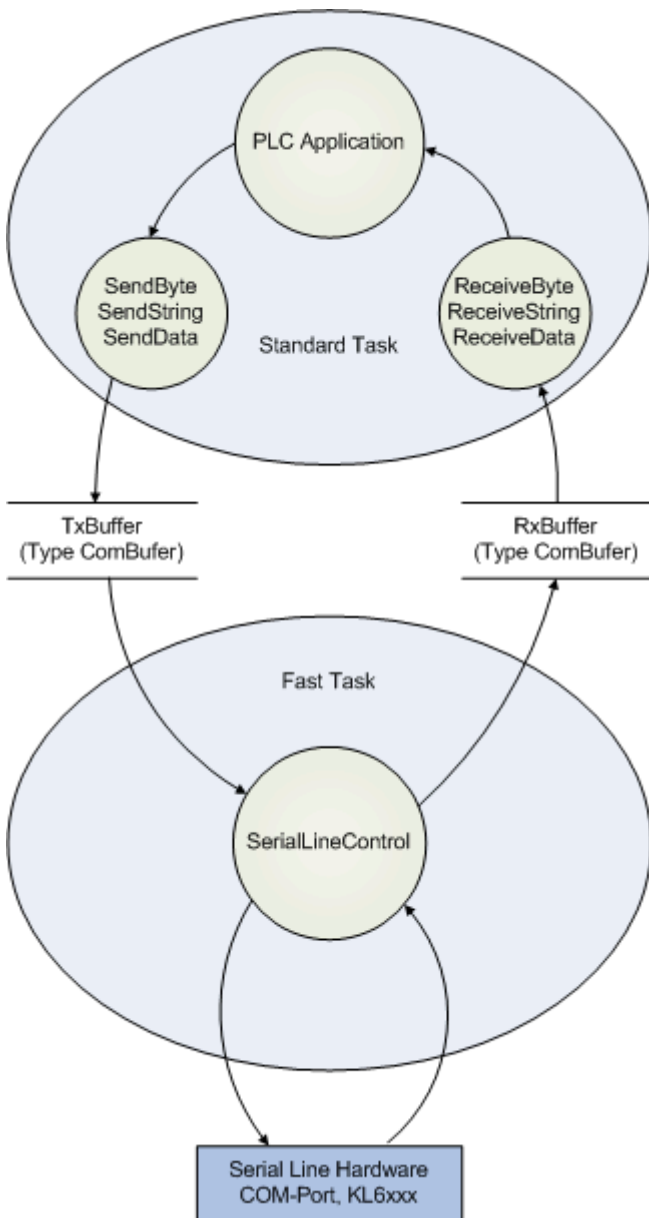 PLC Application
SendByte
SendString
SendData
ReceiveByte
ReceiveString
ReceiveData
Standard Task
TxBuffer
(Type ComBufer)
RxBuffer
(Type ComBufer)
Fast Task
SerialLineControl
Serial Line Hardware
COM-Port, KL6xxx